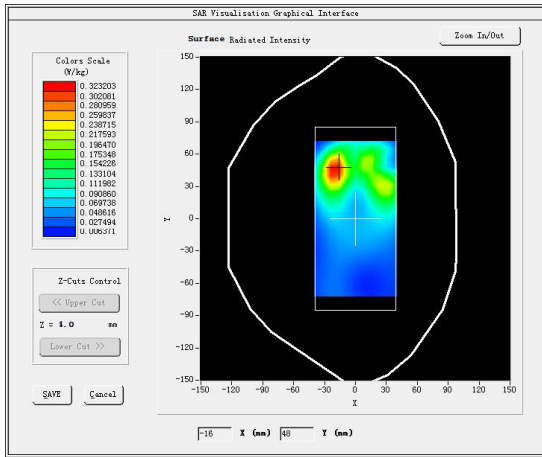 SAR Visualisation Graphical Interface
Surface Radiated Intensity
Zoom In/Out
Colors Scale
(W/kg)
0.323203
0.302081
0.280959
0.259837
0.238715
0.217593
0.196470
0.175348
0.154226
0.133104
0.111982
0.090860
0.069738
0.048616
0.027494
0.006371
150
120
90
60
30
0
-30
-60
-90
-120
-150
Y
-150 -120 -90 -60 -30 0 30 60 90 120 150
X
Z-Cuts Control
<< Upper Cut
Z = 1.0 mm
Lower Cut >>
SAVE Cancel
-16 X (mm) 48 Y (mm)